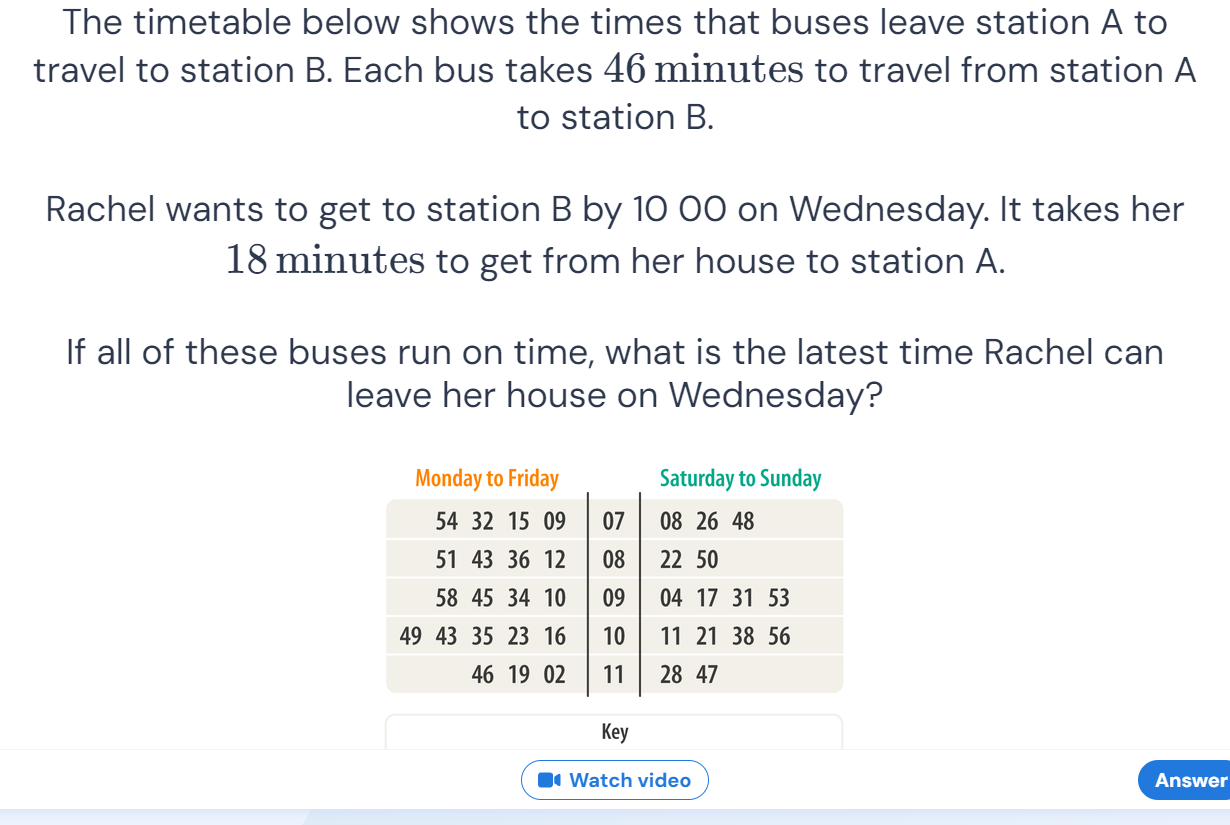 The timetable below shows the times that buses leave station A to
travel to station B. Each bus takes 46 minutes to travel from station A
to station B.
Rachel wants to get to station B by 10 00 on Wednesday. It takes her
18 minutes to get from her house to station A.
If all of these buses run on time, what is the latest time Rachel can
leave her house on Wednesday?
Monday to Friday Saturday to Sunday
54 32 15 09 07 08 26 48
51 43 36 12 08 22 50
58 45 34 10 09 04 17 31 53
49 43 35 23 16 10 11 21 38 56
46 19 02 11 28 47
Key
Watch video
Answer